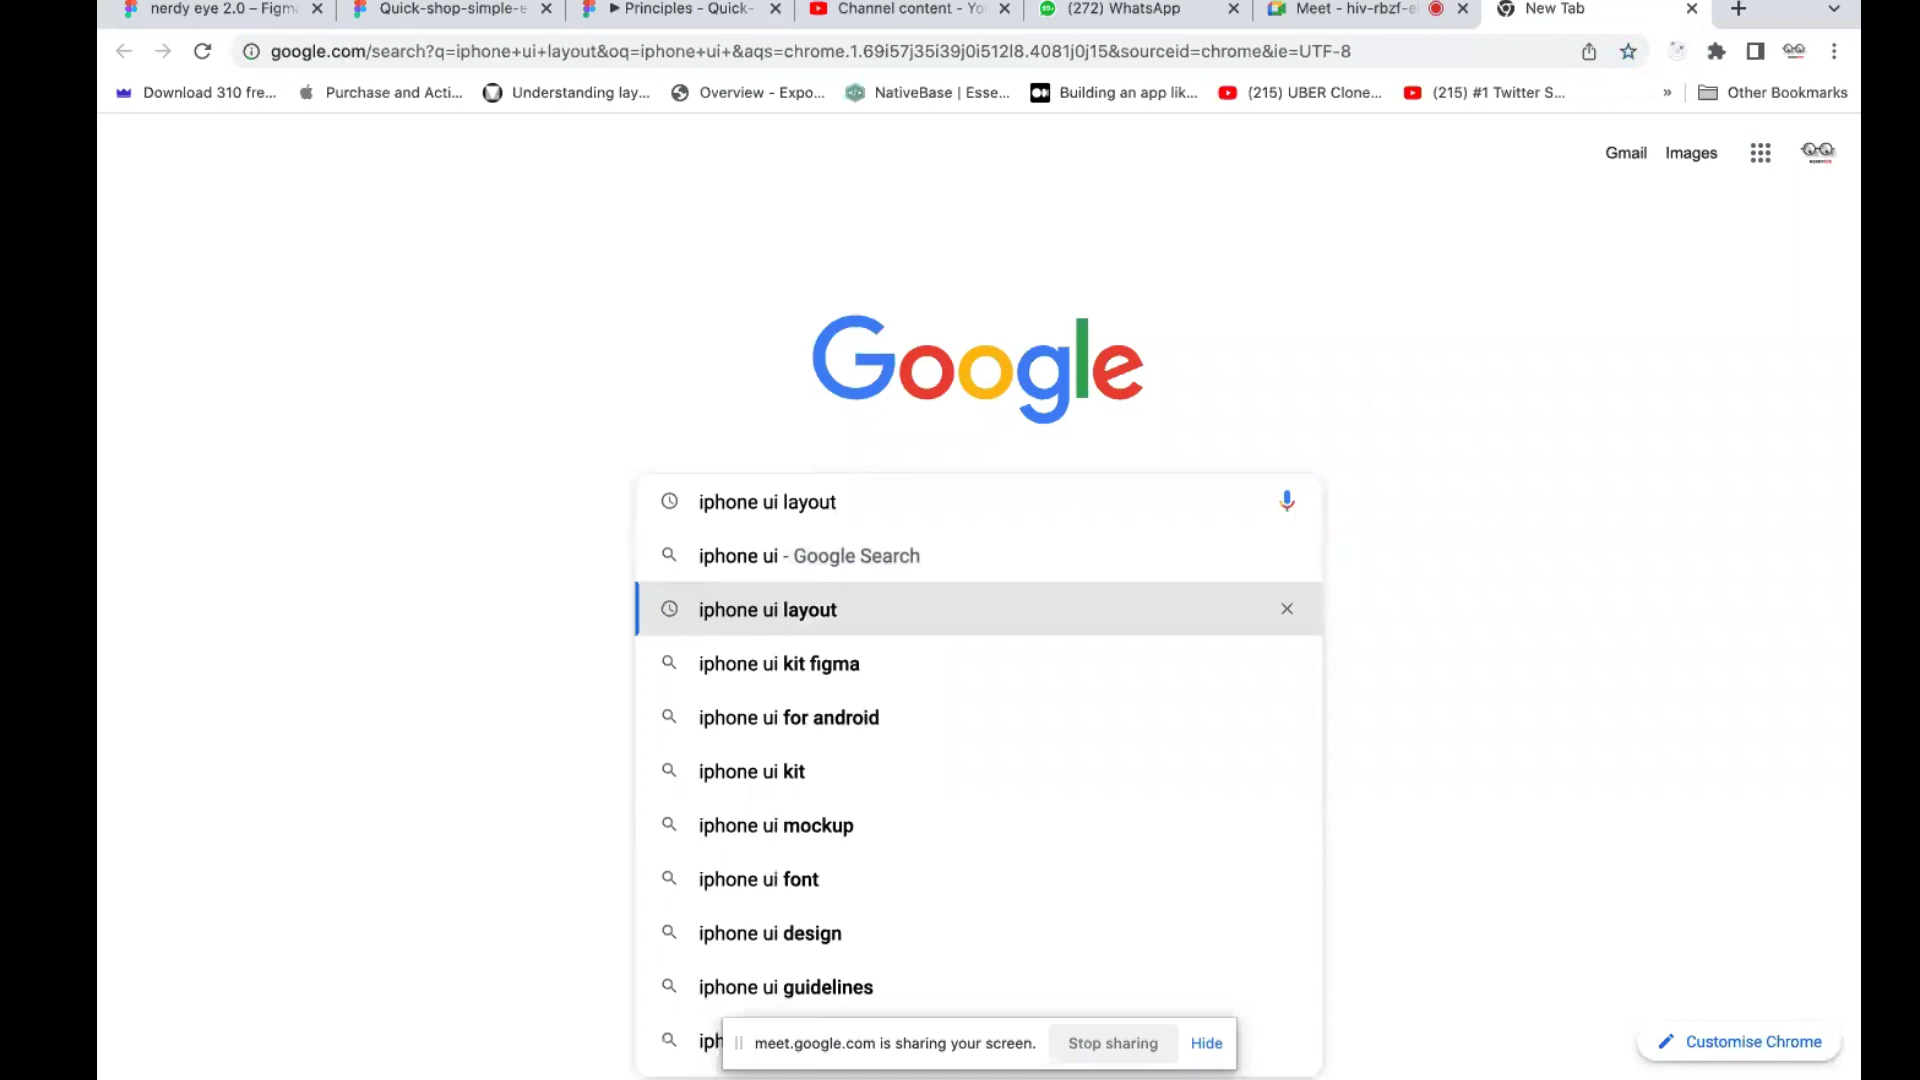 nerdy eye 2.0 – Figma
Quick-shop-simple-e
Principles - Quick-
Channel content - Yo
(272) WhatsApp
Meet - hiv-rbzf-e
New Tab
google.com/search?q=iphone+ui+layout&oq=iphone+ui+&aqs=chrome.1.69i57j35i39j0i512l8.4081j0j15&sourceid=chrome&ie=UTF-8
Download 310 fre...
Purchase and Acti...
Understanding lay...
Overview - Expo...
NativeBase | Esse...
Building an app lik...
(215) UBER Clone...
(215) #1 Twitter S...
»
Other Bookmarks
Gmail
Images
Google
iphone ui layout
iphone ui - Google Search
iphone ui layout
iphone ui kit figma
iphone ui for android
iphone ui kit
iphone ui mockup
iphone ui font
iphone ui design
iphone ui guidelines
iph
meet.google.com is sharing your screen.
Stop sharing
Hide
Customise Chrome